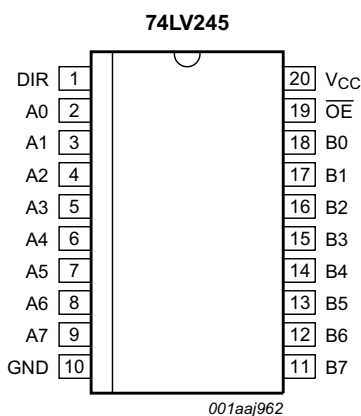 74LV245
DIR 1 20 VCC
A0 2 19 OE
A1 3 18 B0
A2 4 17 B1
A3 5 16 B2
A4 6 15 B3
A5 7 14 B4
A6 8 13 B5
A7 9 12 B6
GND 10 11 B7
001aaj962